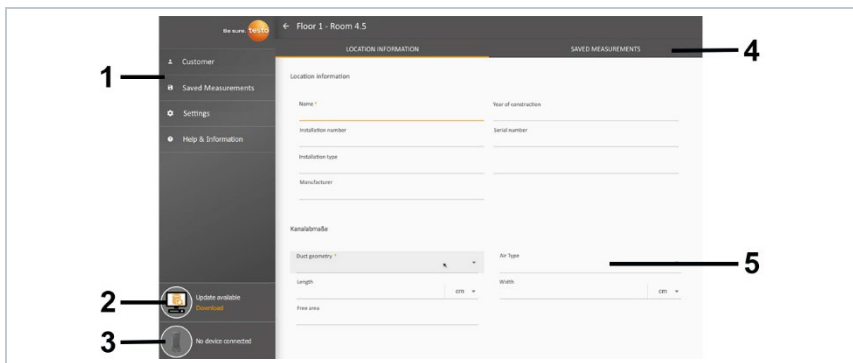 Be sure. testo
← Floor 1 - Room 4.5
LOCATION INFORMATION
SAVED MEASUREMENTS
4
1
Customer
Saved Measurements
Settings
Help & Information
Location information
Name *
Year of construction
Installation number
Serial number
Installation type
Manufacturer
Kanalabmaße
Duct geometry *
Air Type
5
Length
cm
Width
cm
Free area
2
Update available
Download
3
No device connected